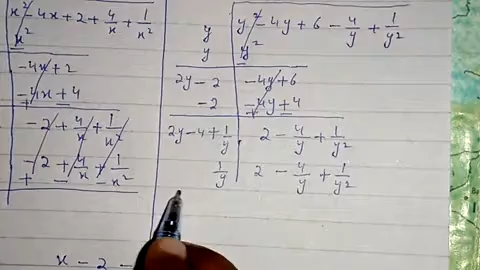 x² - 4x + 2 + 4/x + 1/x²
x²
- 4x + 2
- 4x + 4
+ -
- 2 + 4/x + 1/x²
- 2 + 4/x + 1/x²
+ - -
x - 2 -
y y² - 4y + 6 - 4/y + 1/y²
y y²
-
2y - 2 - 4y + 6
- 2 - 4y + 4
+ -
2y - 4 + 1/y 2 - 4/y + 1/y²
1/y 2 - 4/y + 1/y²